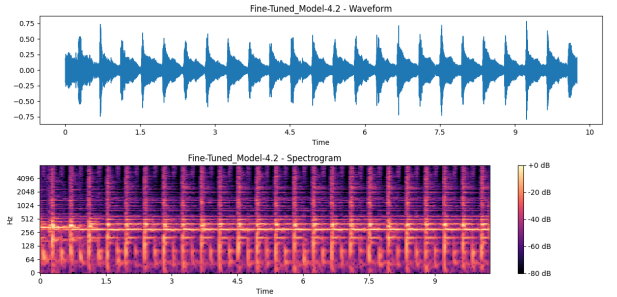 Fine-Tuned_Model-4.2 - Waveform
0.75
0.50
0.25
0.00
−0.25
−0.50
−0.75
0 1.5 3 4.5 6 7.5 9 10
Time
Fine-Tuned_Model-4.2 - Spectrogram
Hz
4096
2048
1024
512
256
128
64
0
0 1.5 3 4.5 6 7.5 9
Time
+0 dB
-20 dB
-40 dB
-60 dB
-80 dB